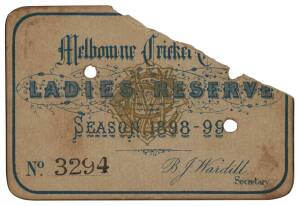 Melbourne Cricket C
LADIES RESERVE
SEASON 1898-99
No 3294
B J Wardill
Secretary